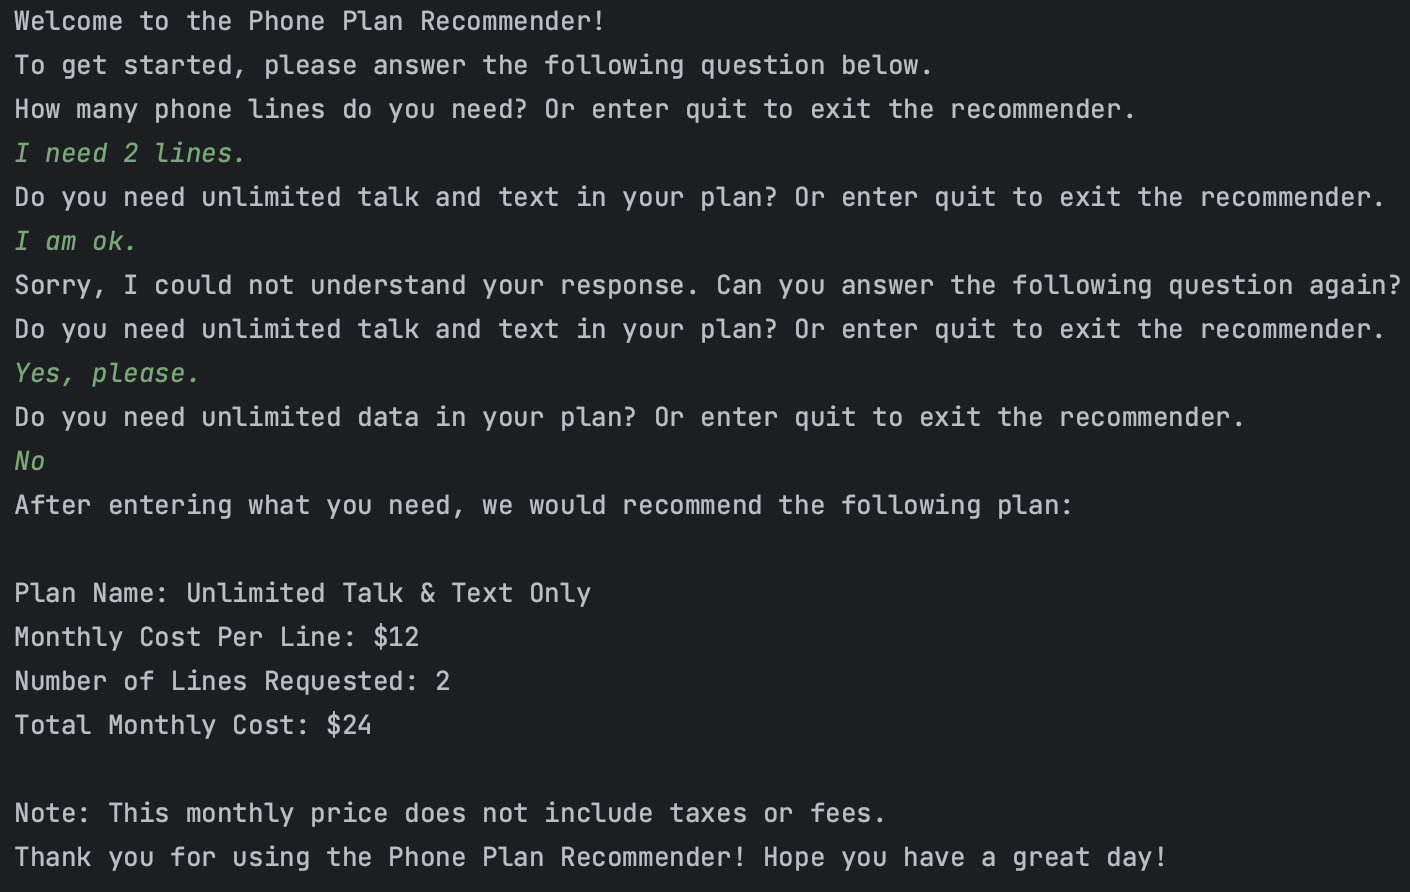 Welcome to the Phone Plan Recommender!
To get started, please answer the following question below.
How many phone lines do you need? Or enter quit to exit the recommender.
I need 2 lines.
Do you need unlimited talk and text in your plan? Or enter quit to exit the recommender.
I am ok.
Sorry, I could not understand your response. Can you answer the following question again?
Do you need unlimited talk and text in your plan? Or enter quit to exit the recommender.
Yes, please.
Do you need unlimited data in your plan? Or enter quit to exit the recommender.
No
After entering what you need, we would recommend the following plan:
Plan Name: Unlimited Talk & Text Only
Monthly Cost Per Line: $12
Number of Lines Requested: 2
Total Monthly Cost: $24
Note: This monthly price does not include taxes or fees.
Thank you for using the Phone Plan Recommender! Hope you have a great day!